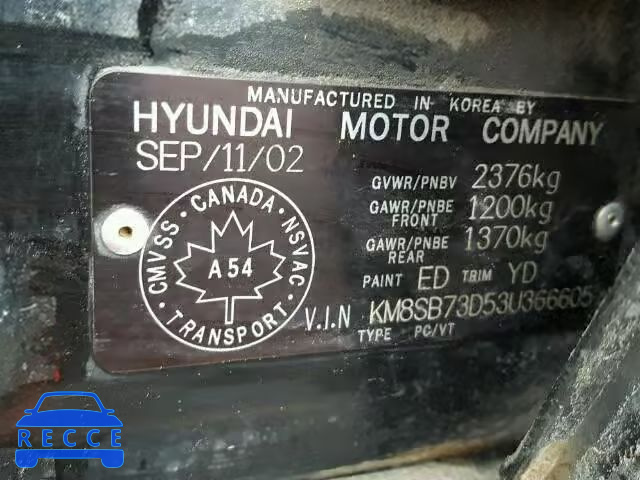 MANUFACTURED IN KOREA BY
HYUNDAI MOTOR COMPANY
SEP/11/02
GVWR/PNBV 2376kg
GAWR/PNBE FRONT 1200kg
GAWR/PNBE REAR 1370kg
PAINT ED TRIM YD
V.I.N KM8SB73D53U366605
TYPE PC/VT
CMVSS · CANADA · NSVAC
A 54
TRANSPORT
RECCE